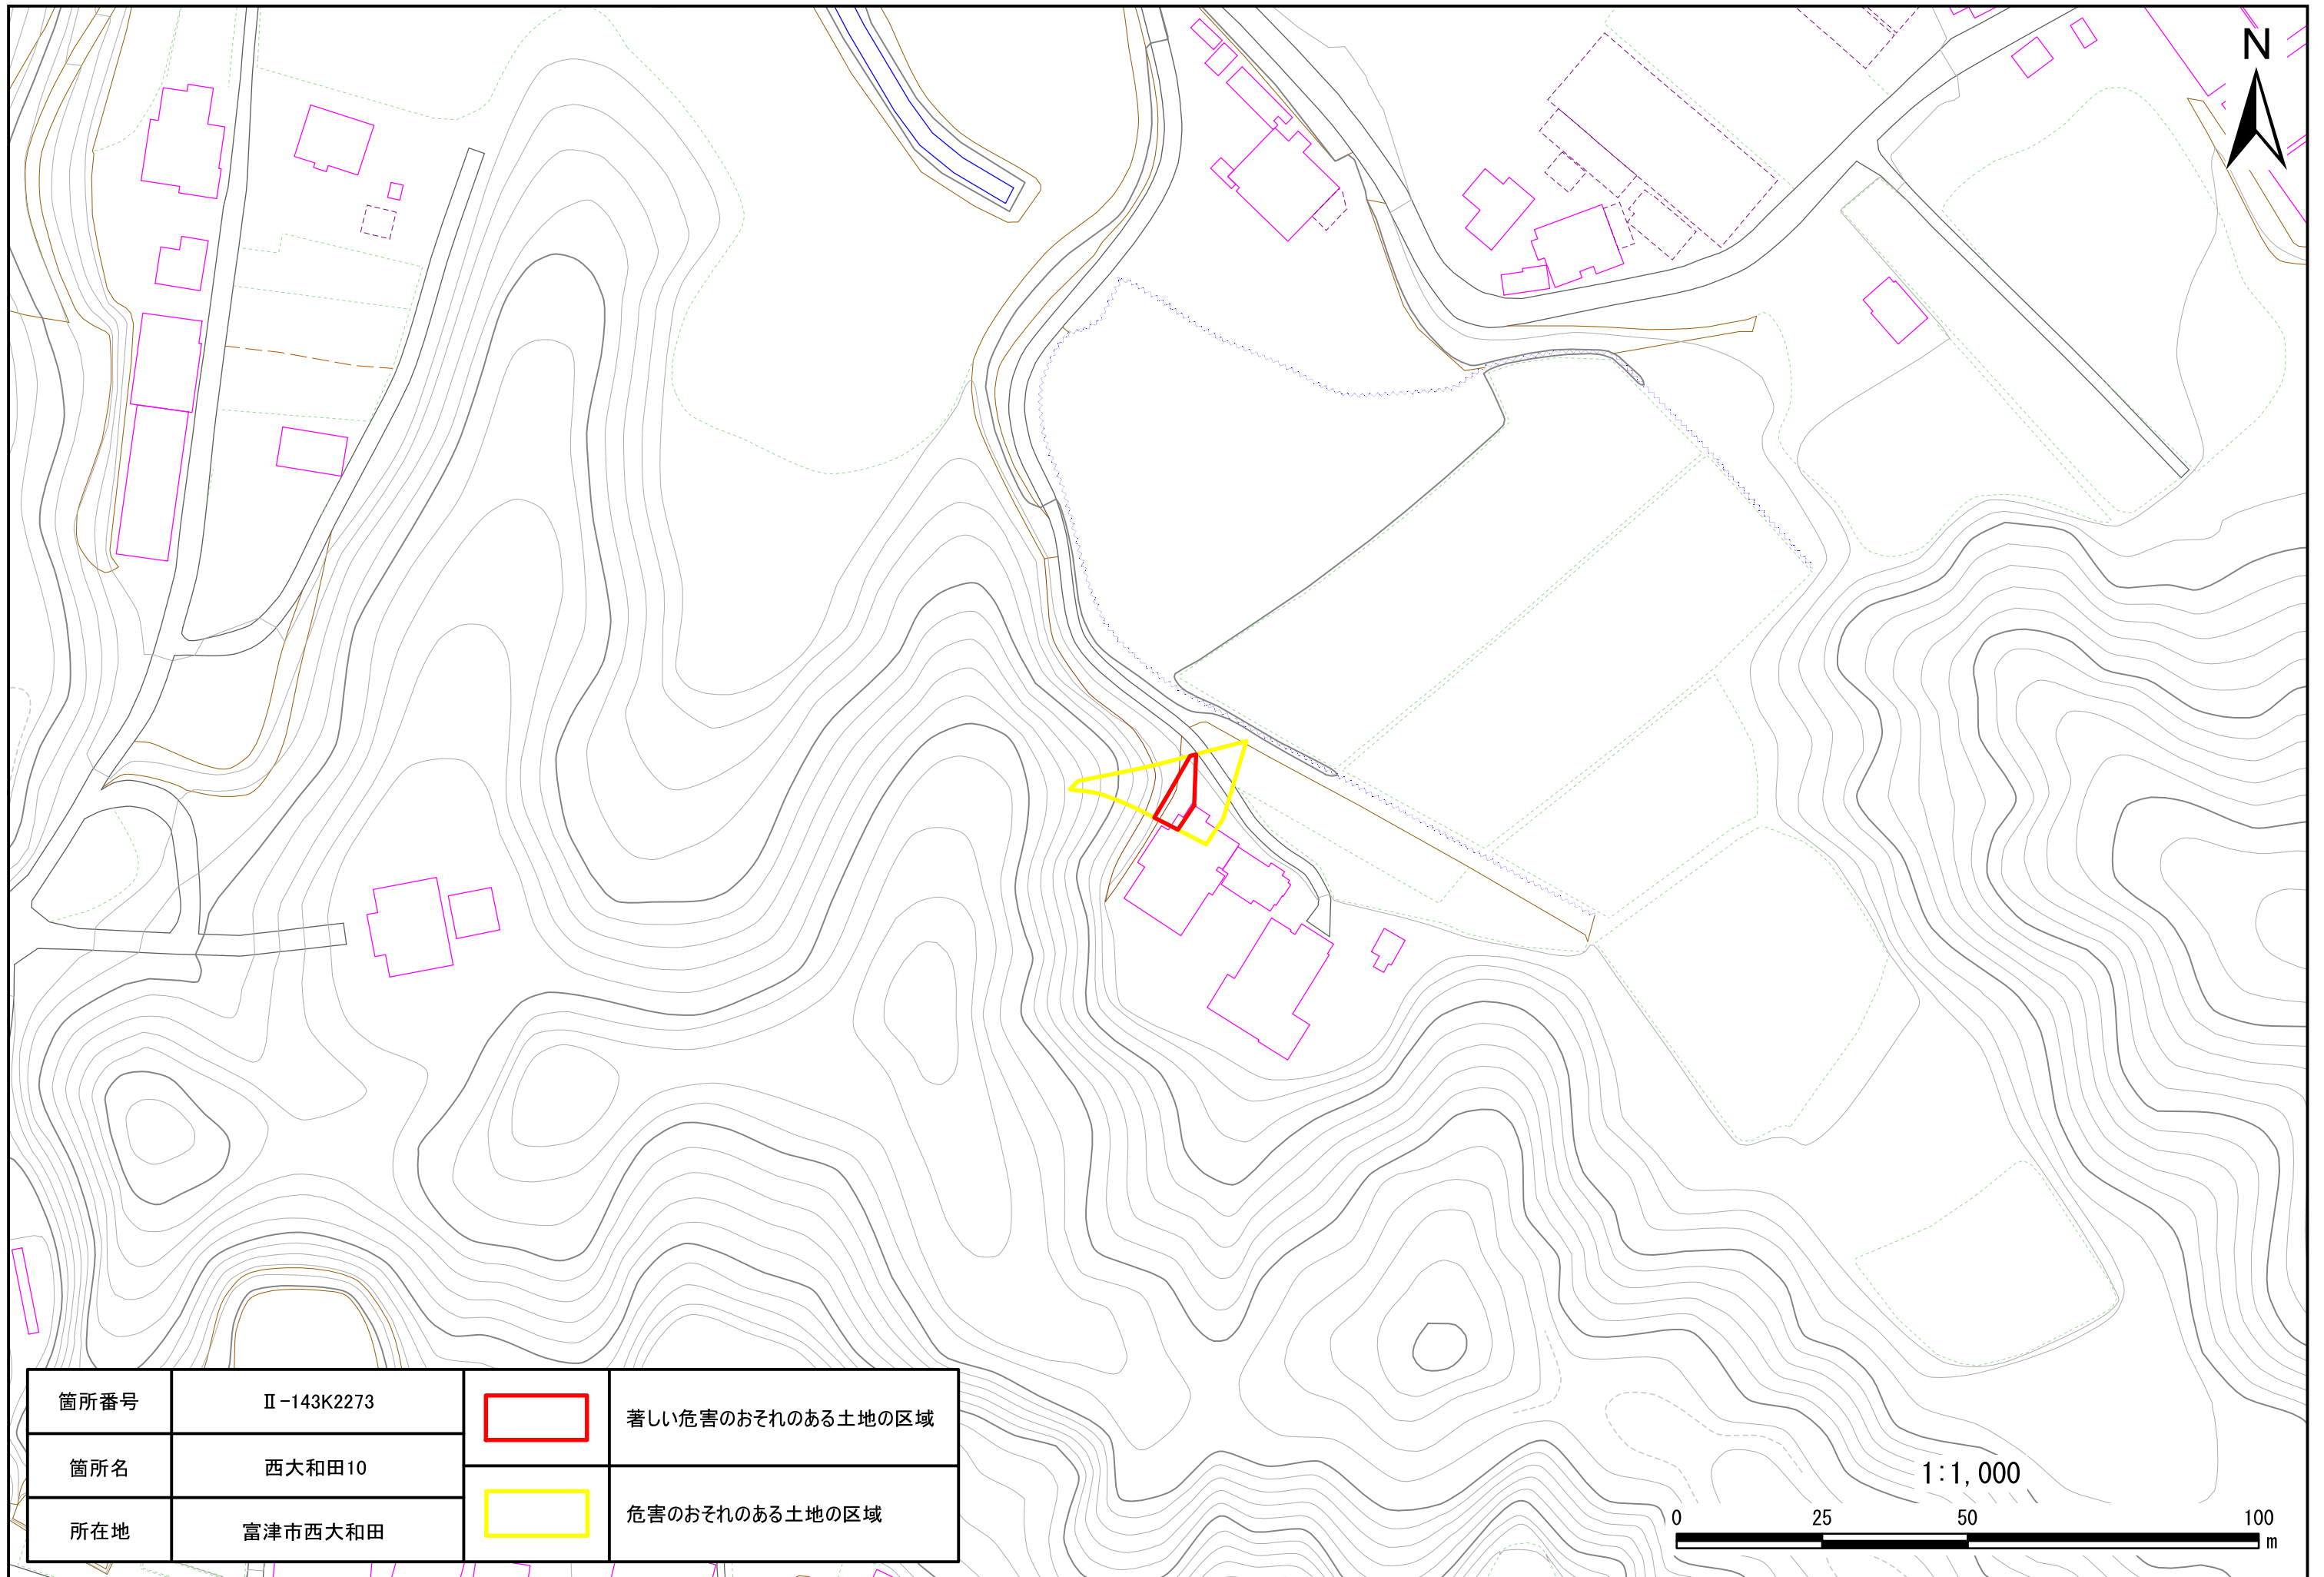 N
箇所番号
Ⅱ-143K2273
著しい危害のおそれのある土地の区域
箇所名
西大和田10
危害のおそれのある土地の区域
所在地
富津市西大和田
1:1,000
0 25 50 100
m